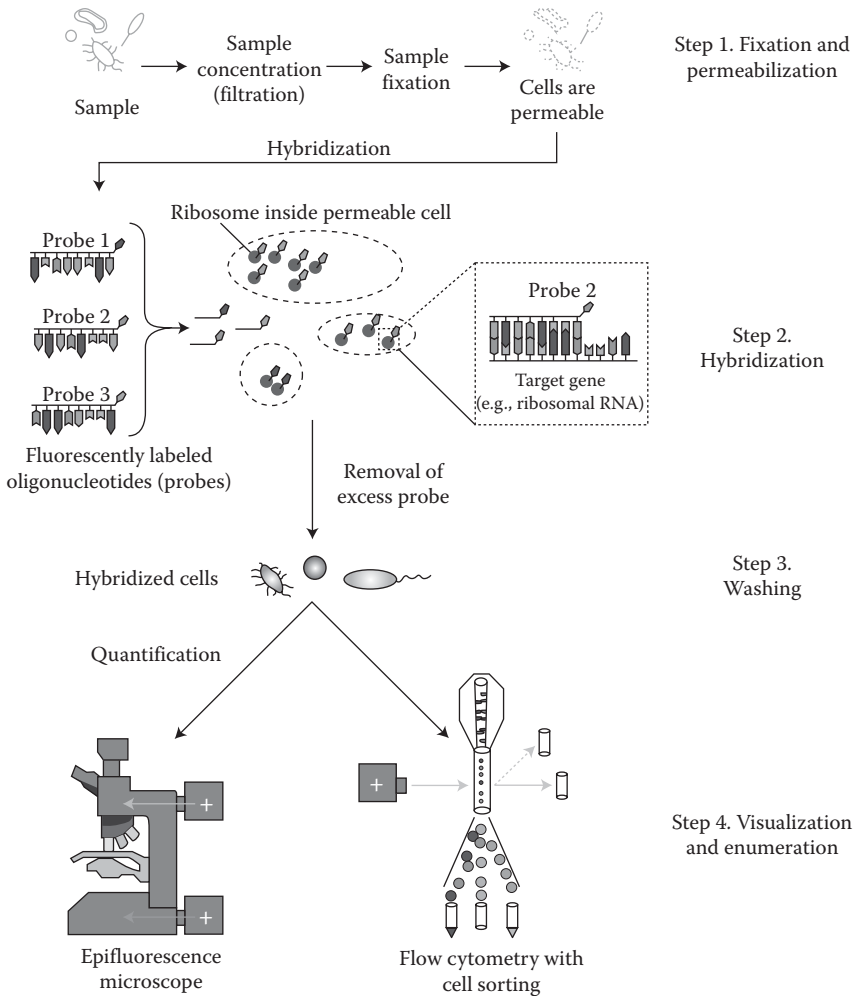 Sample
Sample
concentration
(filtration)
Sample
fixation
Cells are
permeable
Step 1. Fixation and
permeabilization
Hybridization
Ribosome inside permeable cell
Probe 1
Probe 2
Probe 3
Fluorescently labeled
oligonucleotides (probes)
Probe 2
Target gene
(e.g., ribosomal RNA)
Step 2.
Hybridization
Removal of
excess probe
Hybridized cells
Step 3.
Washing
Quantification
+
+
+
Step 4. Visualization
and enumeration
Epifluorescence
microscope
Flow cytometry with
cell sorting